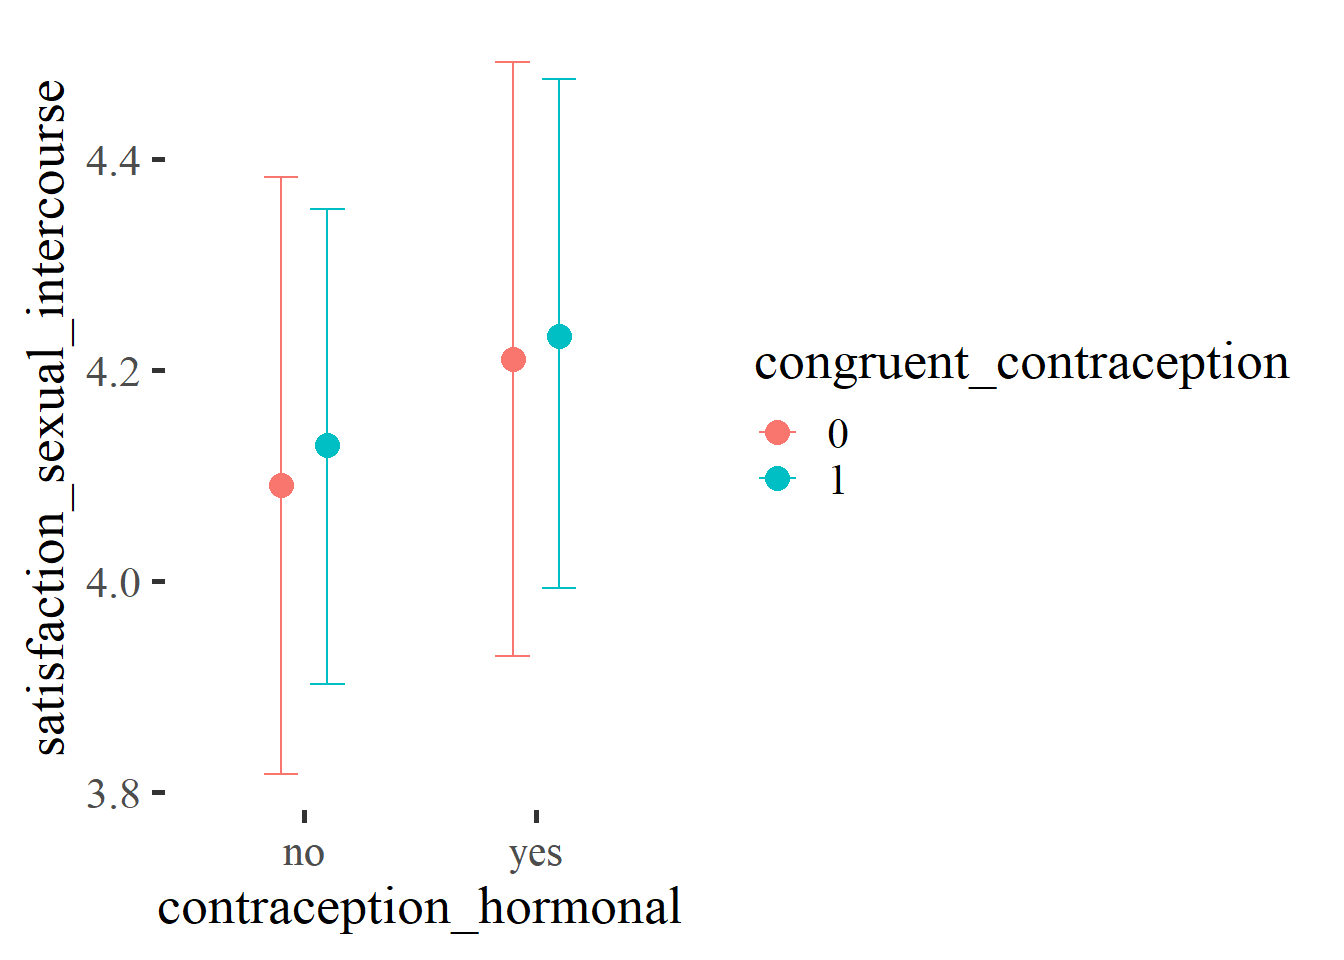 satisfaction_sexual_intercourse
4.4
4.2
4.0
3.8
no
yes
contraception_hormonal
congruent_contraception
0
1